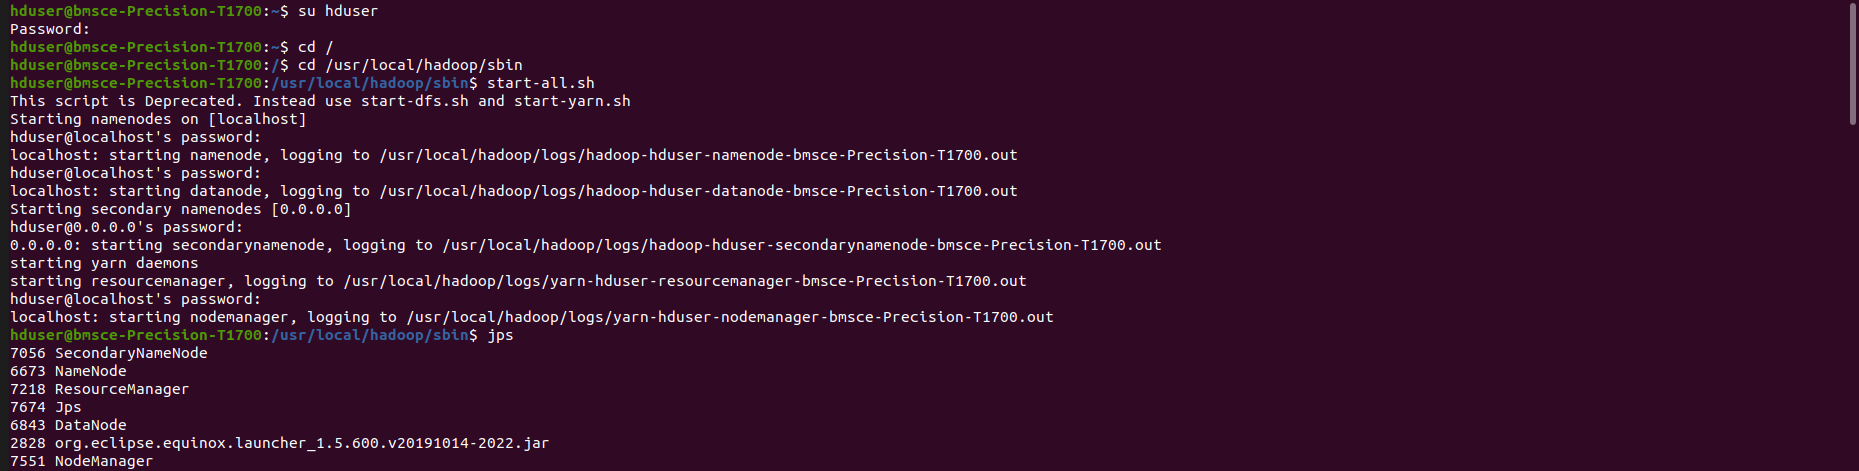 hduser@bmsce-Precision-T1700:~$ su hduser
Password:
hduser@bmsce-Precision-T1700:~$ cd /
hduser@bmsce-Precision-T1700:/$ cd /usr/local/hadoop/sbin
hduser@bmsce-Precision-T1700:/usr/local/hadoop/sbin$ start-all.sh
This script is Deprecated. Instead use start-dfs.sh and start-yarn.sh
Starting namenodes on [localhost]
hduser@localhost's password:
localhost: starting namenode, logging to /usr/local/hadoop/logs/hadoop-hduser-namenode-bmsce-Precision-T1700.out
hduser@localhost's password:
localhost: starting datanode, logging to /usr/local/hadoop/logs/hadoop-hduser-datanode-bmsce-Precision-T1700.out
Starting secondary namenodes [0.0.0.0]
hduser@0.0.0.0's password:
0.0.0.0: starting secondarynamenode, logging to /usr/local/hadoop/logs/hadoop-hduser-secondarynamenode-bmsce-Precision-T1700.out
starting yarn daemons
starting resourcemanager, logging to /usr/local/hadoop/logs/yarn-hduser-resourcemanager-bmsce-Precision-T1700.out
hduser@localhost's password:
localhost: starting nodemanager, logging to /usr/local/hadoop/logs/yarn-hduser-nodemanager-bmsce-Precision-T1700.out
hduser@bmsce-Precision-T1700:/usr/local/hadoop/sbin$ jps
7056 SecondaryNameNode
6673 NameNode
7218 ResourceManager
7674 Jps
6843 DataNode
2828 org.eclipse.equinox.launcher_1.5.600.v20191014-2022.jar
7551 NodeManager